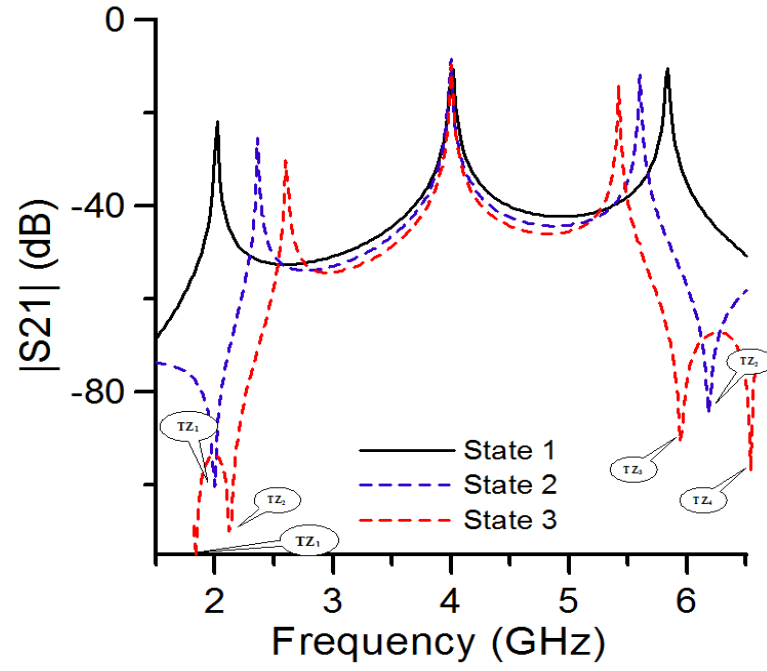 0
-40
-80
|S21| (dB)
TZ₁
TZ₂
TZ₁
TZ₂
TZ₃
TZ₄
State 1
State 2
State 3
2 3 4 5 6
Frequency (GHz)